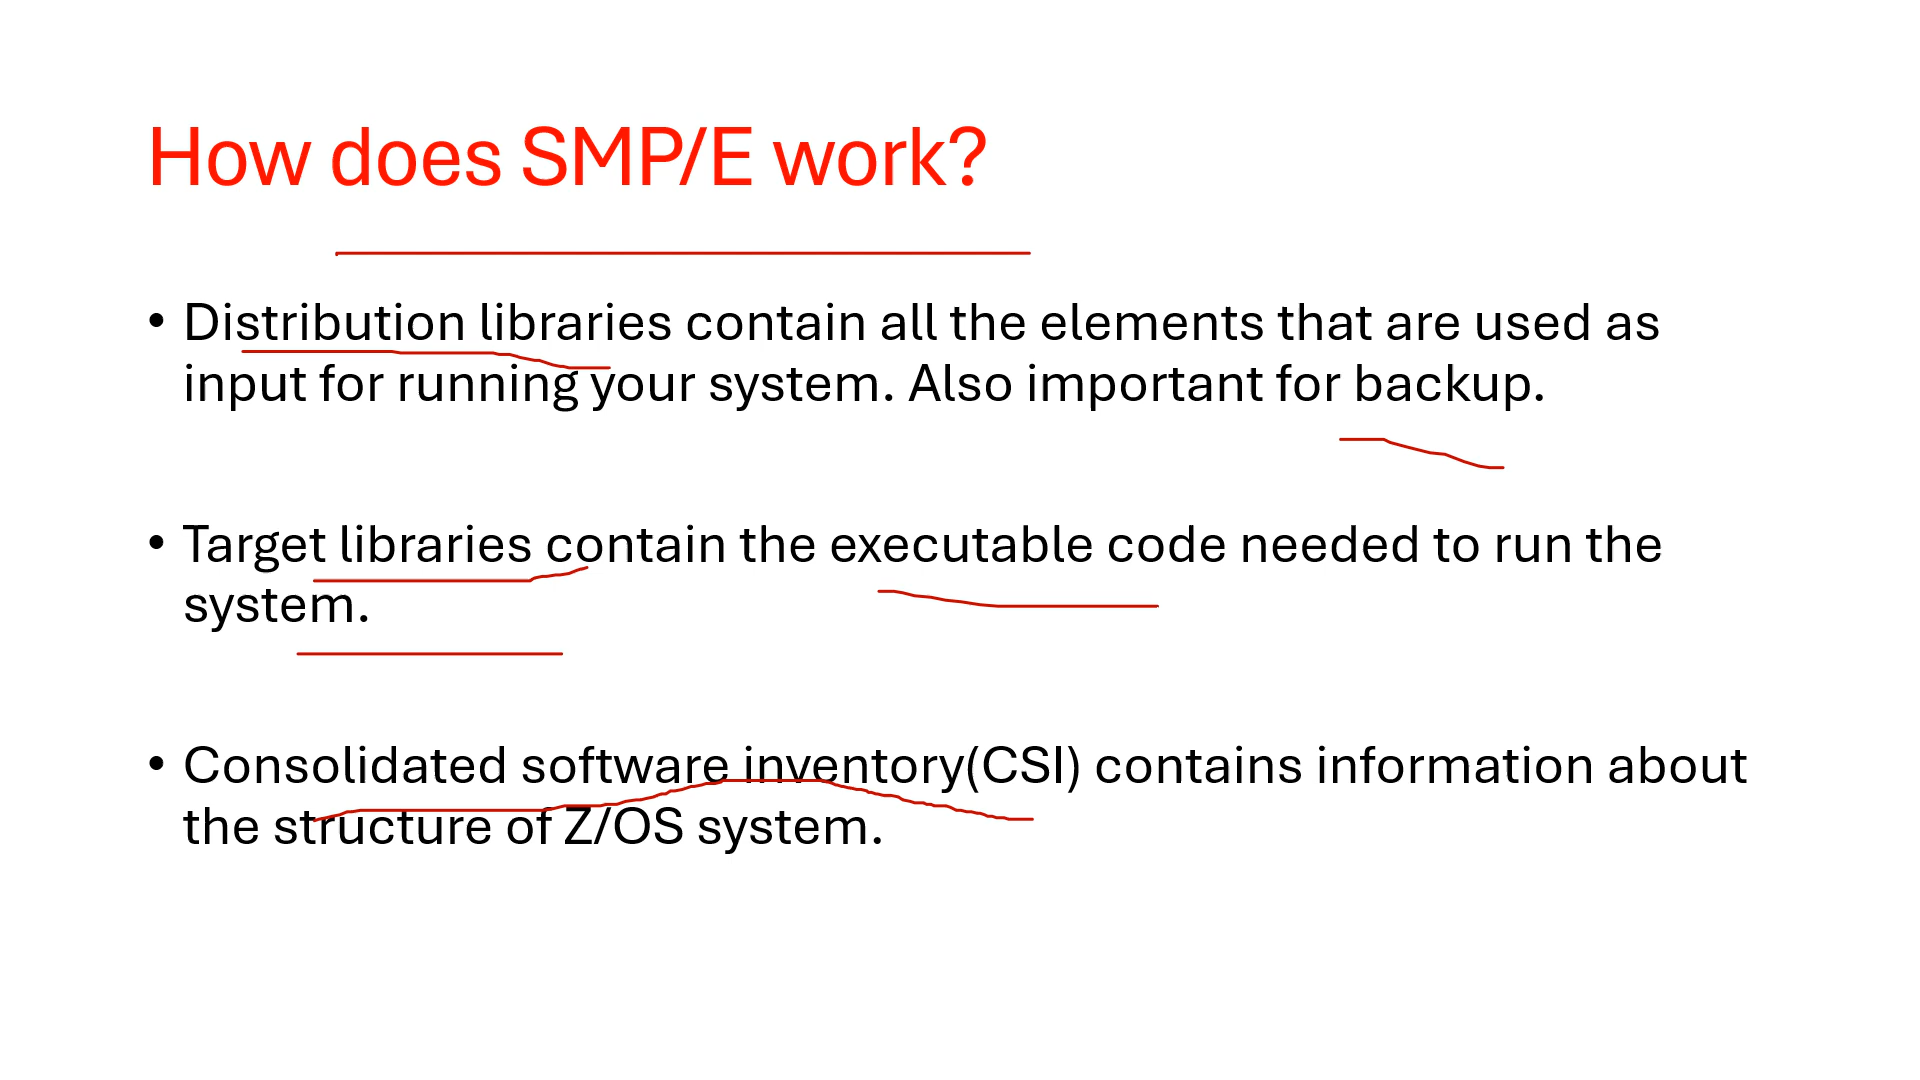 How does SMP/E work?
• Distribution libraries contain all the elements that are used as
input for running your system. Also important for backup.
• Target libraries contain the executable code needed to run the
system.
• Consolidated software inventory(CSI) contains information about
the structure of Z/OS system.